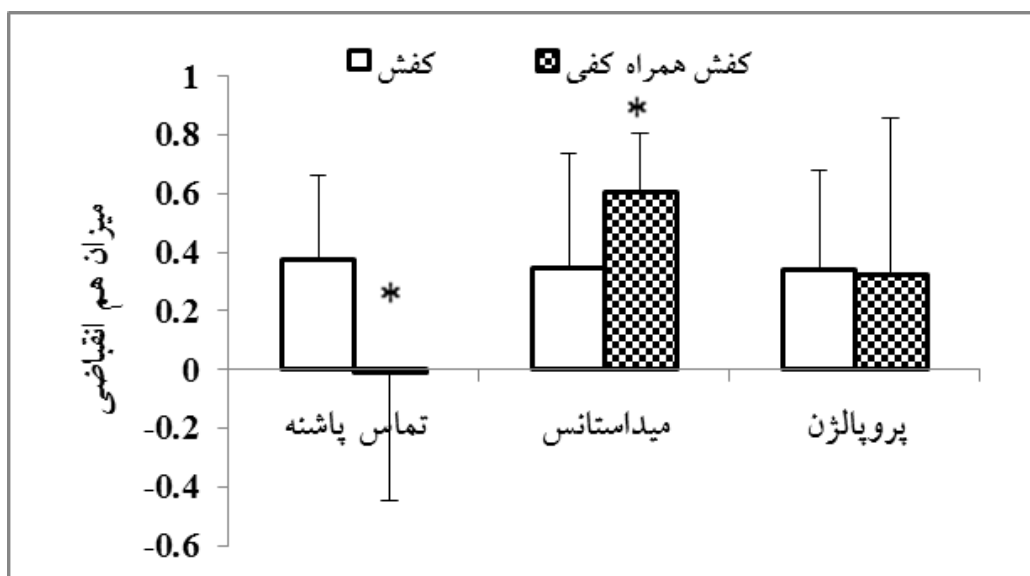 کفش
کفش همراه کفی
1
0.8
0.6
0.4
0.2
0
-0.2
-0.4
-0.6
میزان هم انقباضی
*
*
تماس پاشنه
میداستانس
پروپالژن